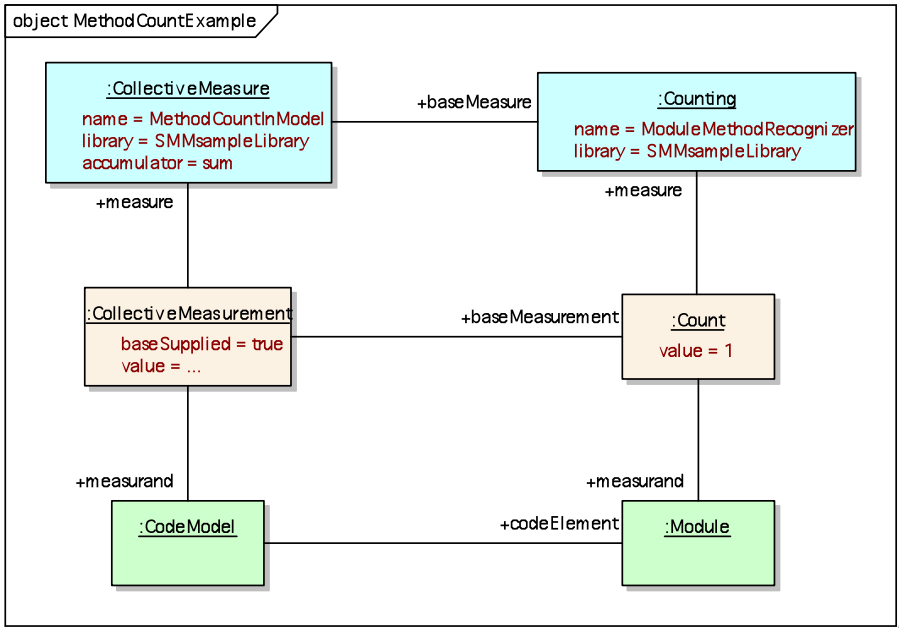 object MethodCountExample
:CollectiveMeasure
name = MethodCountInModel
library = SMMsampleLibrary
accumulator = sum
+baseMeasure
:Counting
name = ModuleMethodRecognizer
library = SMMsampleLibrary
+measure
+measure
:CollectiveMeasurement
baseSupplied = true
value = ...
+baseMeasurement
:Count
value = 1
+measurand
+measurand
:CodeModel
+codeElement
:Module